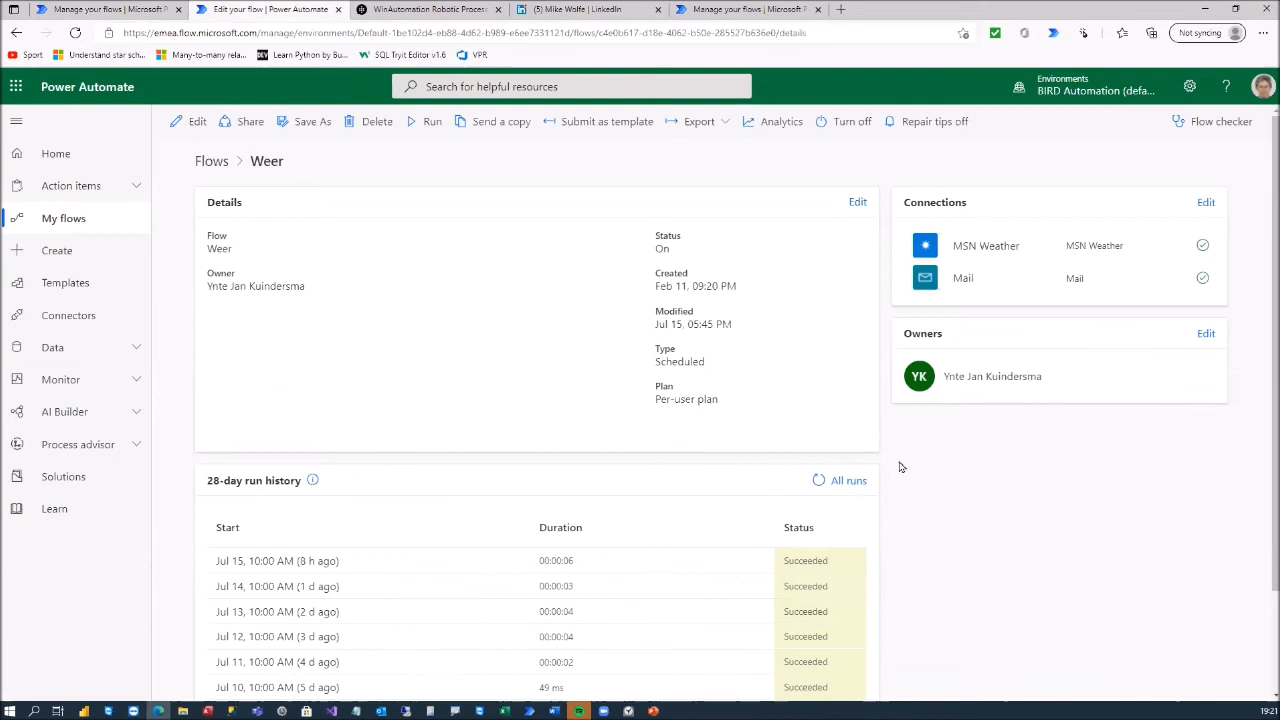 Manage your flows | Microsoft P
Edit your flow | Power Automate
WinAutomation Robotic Process
(5) Mike Wolfe | LinkedIn
Manage your flows | Microsoft P
https://emea.flow.microsoft.com/manage/environments/Default-1be102d4-eb88-4d62-b989-e6ee7331121d/flows/c4e0b617-d18e-4062-b50e-285527b636e0/details
Not syncing
Sport
Understand star sch...
Many-to-many rela...
Learn Python by Bu...
SQL Tryit Editor v1.6
VPR
Power Automate
Search for helpful resources
Environments
BIRD Automation (defa...
Edit
Share
Save As
Delete
Run
Send a copy
Submit as template
Export
Analytics
Turn off
Repair tips off
Flow checker
Home
Action items
My flows
Create
Templates
Connectors
Data
Monitor
AI Builder
Process advisor
Solutions
Learn
Flows > Weer
Details
Edit
Flow
Weer
Owner
Ynte Jan Kuindersma
Status
On
Created
Feb 11, 09:20 PM
Modified
Jul 15, 05:45 PM
Type
Scheduled
Plan
Per-user plan
Connections
Edit
MSN Weather
MSN Weather
Mail
Mail
Owners
Edit
YK
Ynte Jan Kuindersma
28-day run history
All runs
Start Duration Status
Jul 15, 10:00 AM (8 h ago) 00:00:06 Succeeded
Jul 14, 10:00 AM (1 d ago) 00:00:03 Succeeded
Jul 13, 10:00 AM (2 d ago) 00:00:04 Succeeded
Jul 12, 10:00 AM (3 d ago) 00:00:04 Succeeded
Jul 11, 10:00 AM (4 d ago) 00:00:02 Succeeded
Jul 10, 10:00 AM (5 d ago) 49 ms Succeeded
19:21